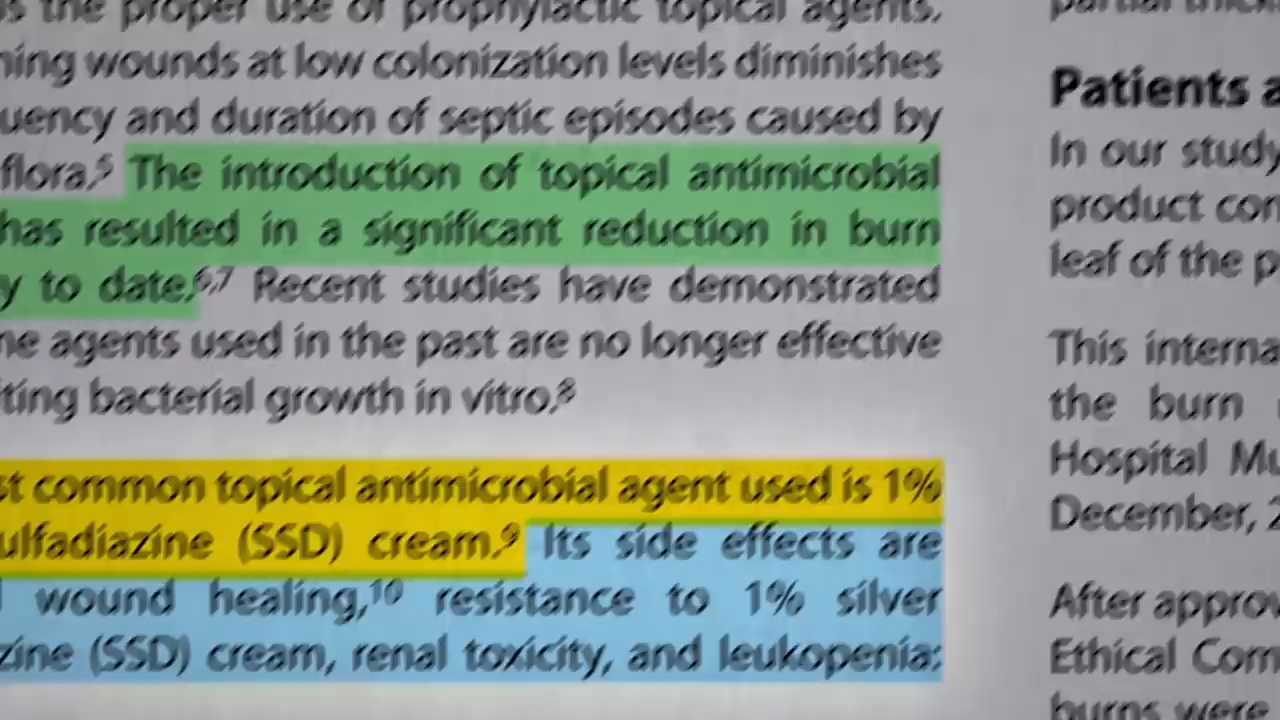 s the proper use of prophylactic topical agents.
ning wounds at low colonization levels diminishes
uency and duration of septic episodes caused by
flora.⁵ The introduction of topical antimicrobial
has resulted in a significant reduction in burn
y to date.⁶,⁷ Recent studies have demonstrated
ne agents used in the past are no longer effective
iting bacterial growth in vitro.⁸
st common topical antimicrobial agent used is 1%
ulfadiazine (SSD) cream.⁹ Its side effects are
wound healing,¹⁰ resistance to 1% silver
zine (SSD) cream, renal toxicity, and leukopenia;
Patients a
In our study
product con
leaf of the p
This interna
the burn
Hospital Mu
December, 2
After approv
Ethical Com
burns were